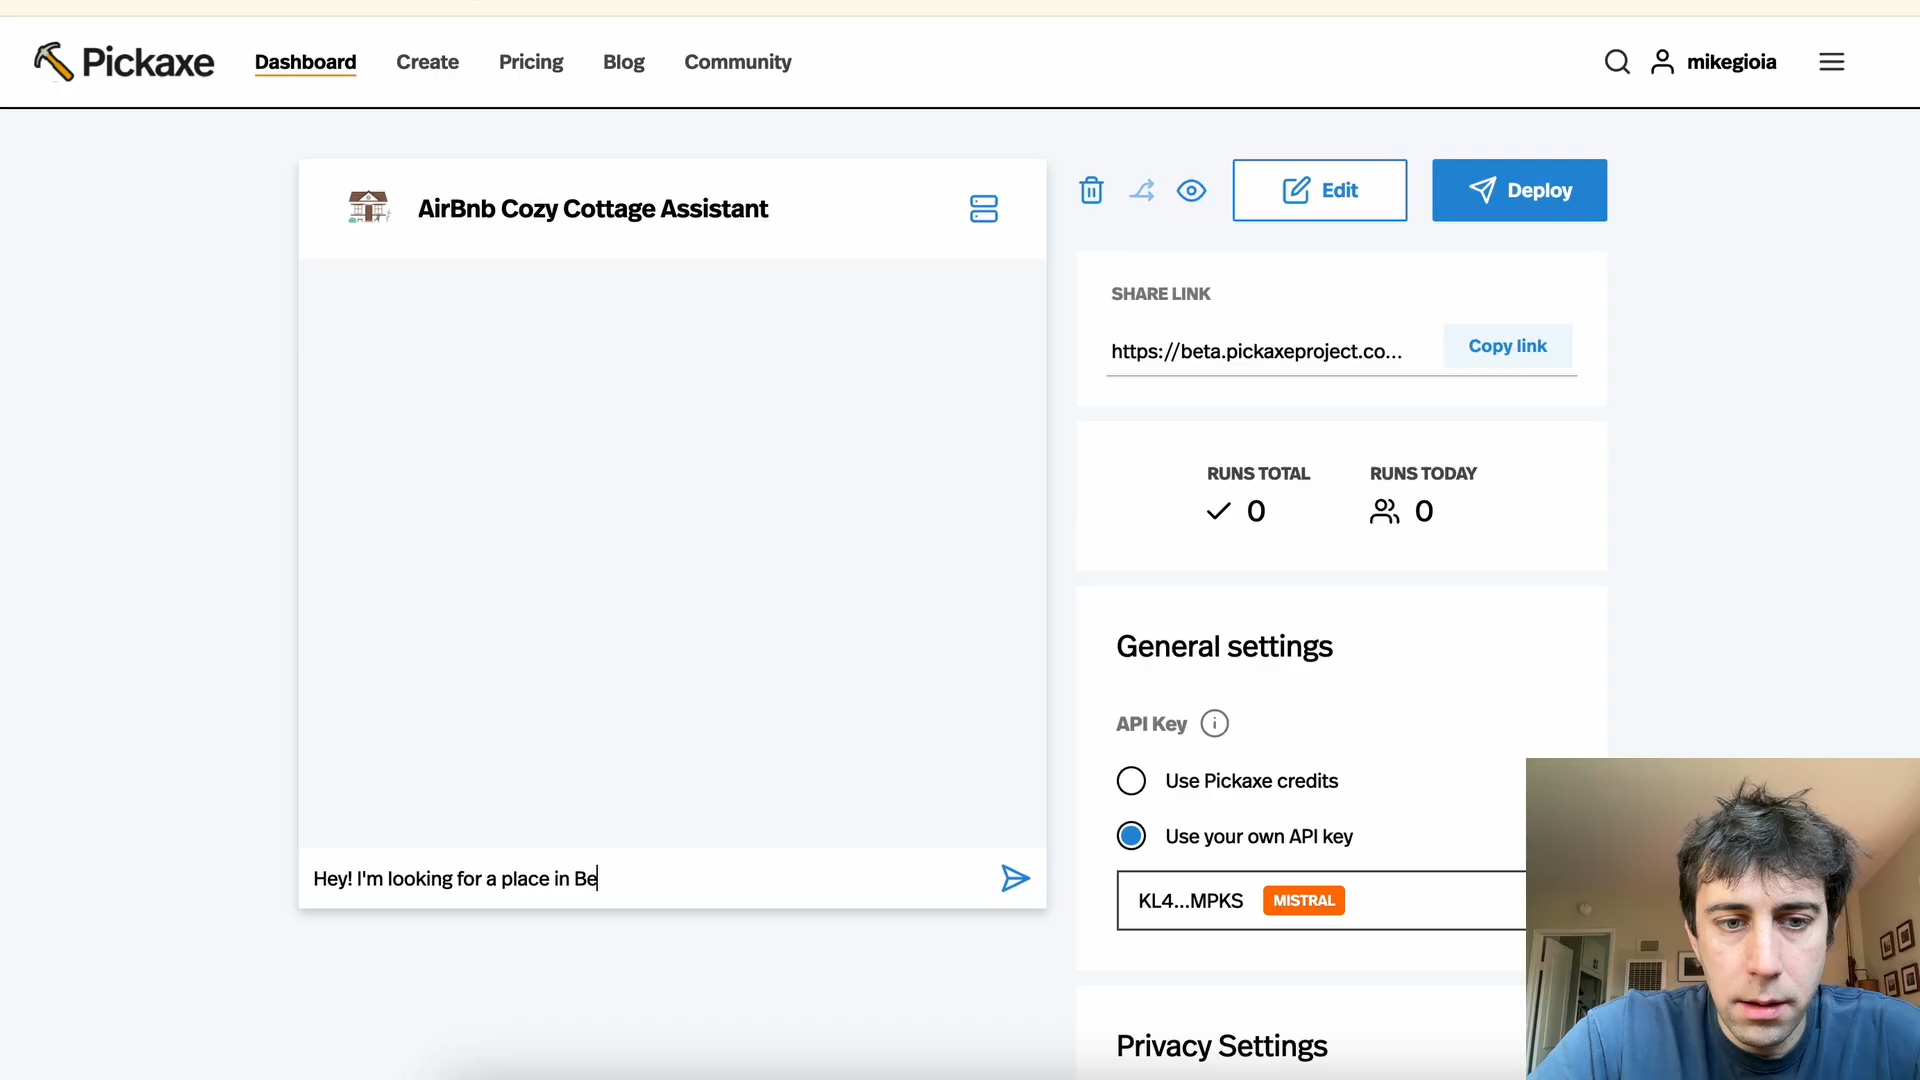 Pickaxe
Dashboard
Create
Pricing
Blog
Community
mikegioia
AirBnb Cozy Cottage Assistant
Edit
Deploy
SHARE LINK
https://beta.pickaxeproject.co...
Copy link
RUNS TOTAL
0
RUNS TODAY
0
General settings
API Key
Use Pickaxe credits
Use your own API key
KL4...MPKS
MISTRAL
Privacy Settings
Hey! I'm looking for a place in Be